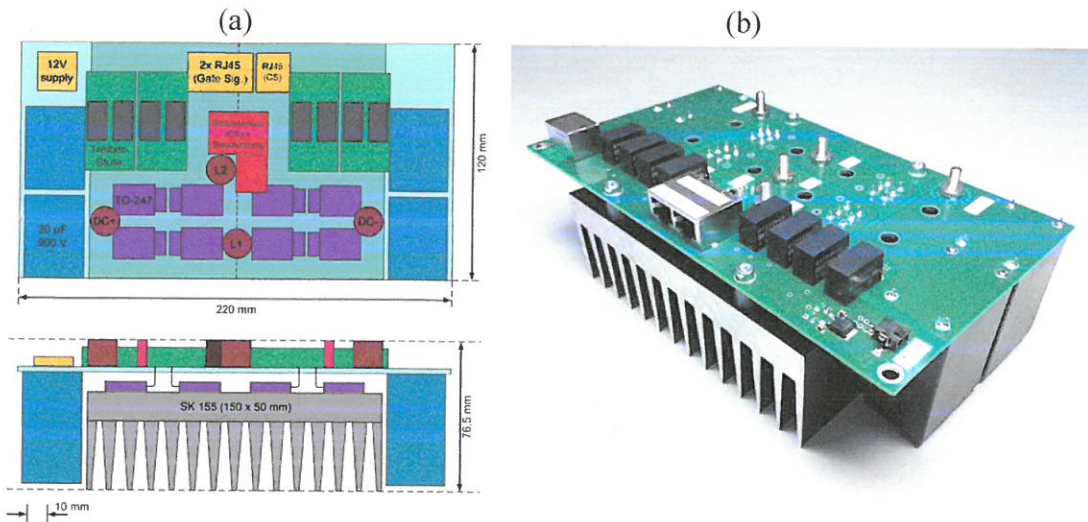 (a)
(b)
12V
supply
2x RJ45
(Gate Sig.)
RJ45
(CS)
Treiber-
Stufe
L2
TO-247
DC+
DC-
30 µF
900 V
L1
120 mm
220 mm
SK 155 (150 x 50 mm)
76,5 mm
10 mm